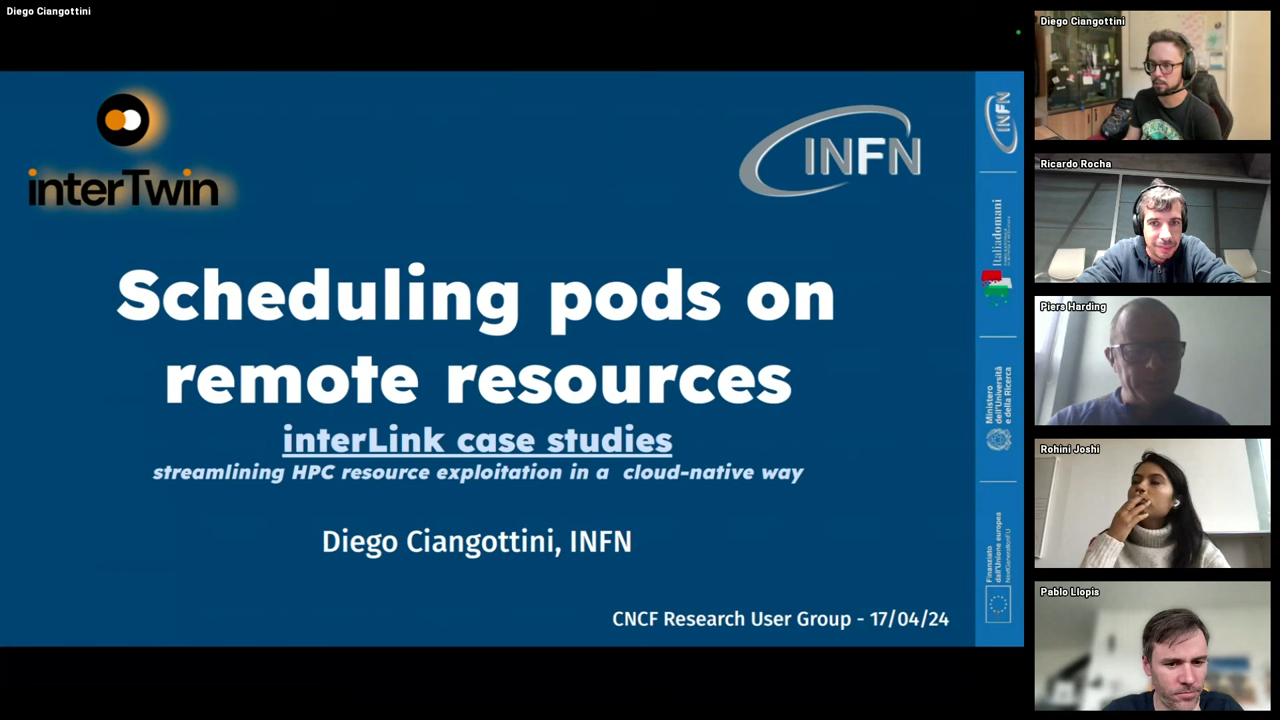 Diego Ciangottini
interTwin
INFN
Scheduling pods on
remote resources
interLink case studies
streamlining HPC resource exploitation in a cloud-native way
Diego Ciangottini, INFN
CNCF Research User Group - 17/04/24
INFN
Italiadomani
Ministero
dell'Università
e della Ricerca
Finanziato
dall'Unione europea
NextGenerationEU
Diego Ciangottini
Ricardo Rocha
Piers Harding
Rohini Joshi
Pablo Llopis